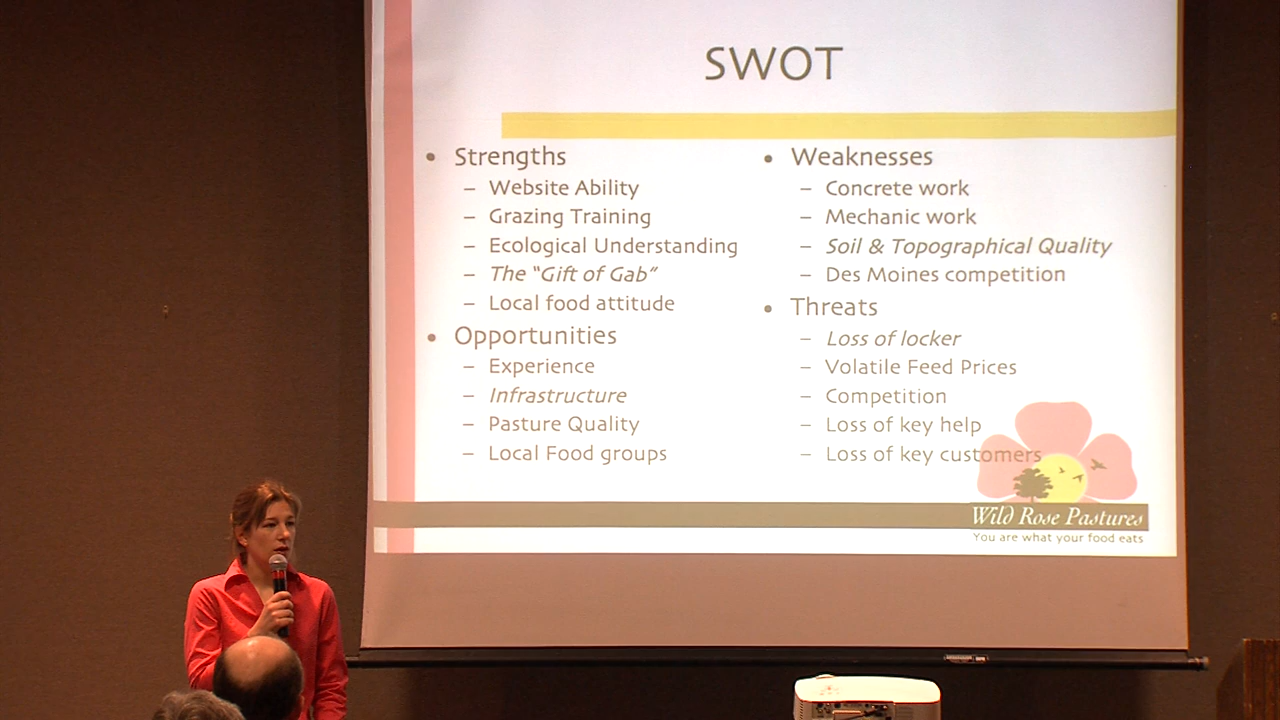 SWOT
• Strengths
– Website Ability
– Grazing Training
– Ecological Understanding
– The “Gift of Gab”
– Local food attitude
• Opportunities
– Experience
– Infrastructure
– Pasture Quality
– Local Food groups
• Weaknesses
– Concrete work
– Mechanic work
– Soil & Topographical Quality
– Des Moines competition
• Threats
– Loss of locker
– Volatile Feed Prices
– Competition
– Loss of key help
– Loss of key customers
Wild Rose Pastures
You are what your food eats